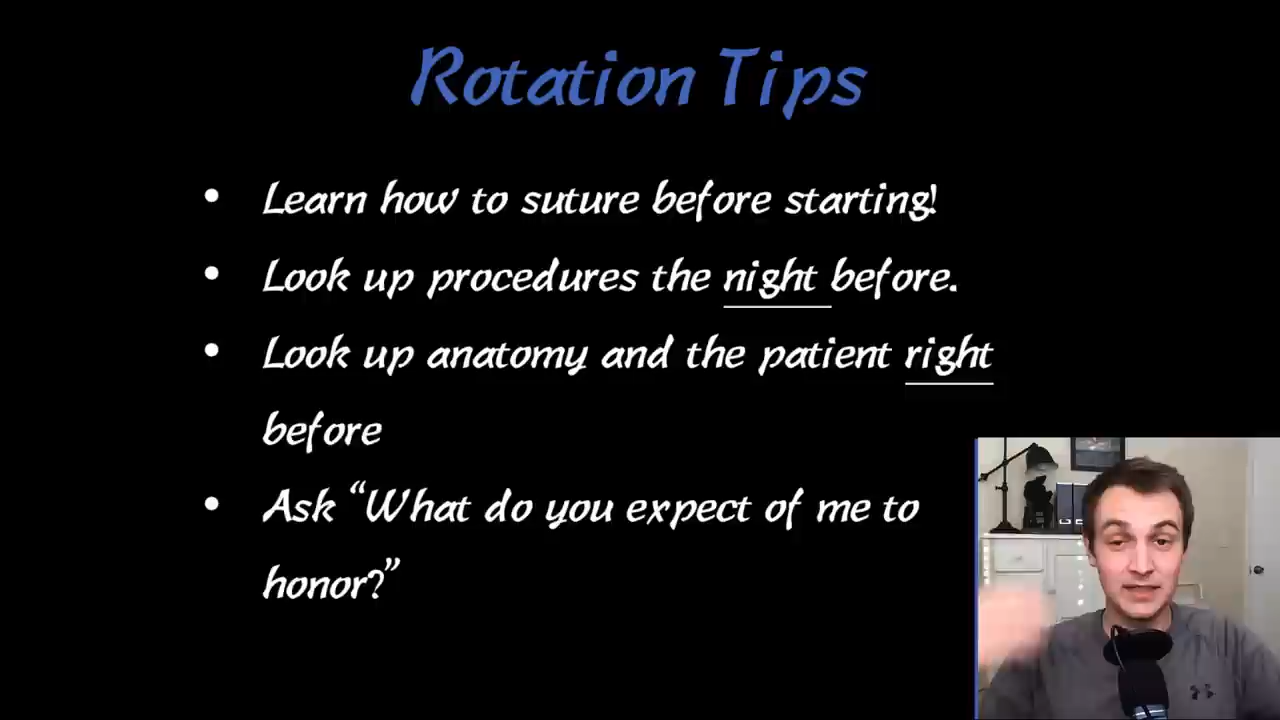 Rotation Tips
• Learn how to suture before starting!
• Look up procedures the night before.
• Look up anatomy and the patient right
before
• Ask “What do you expect of me to
honor?”